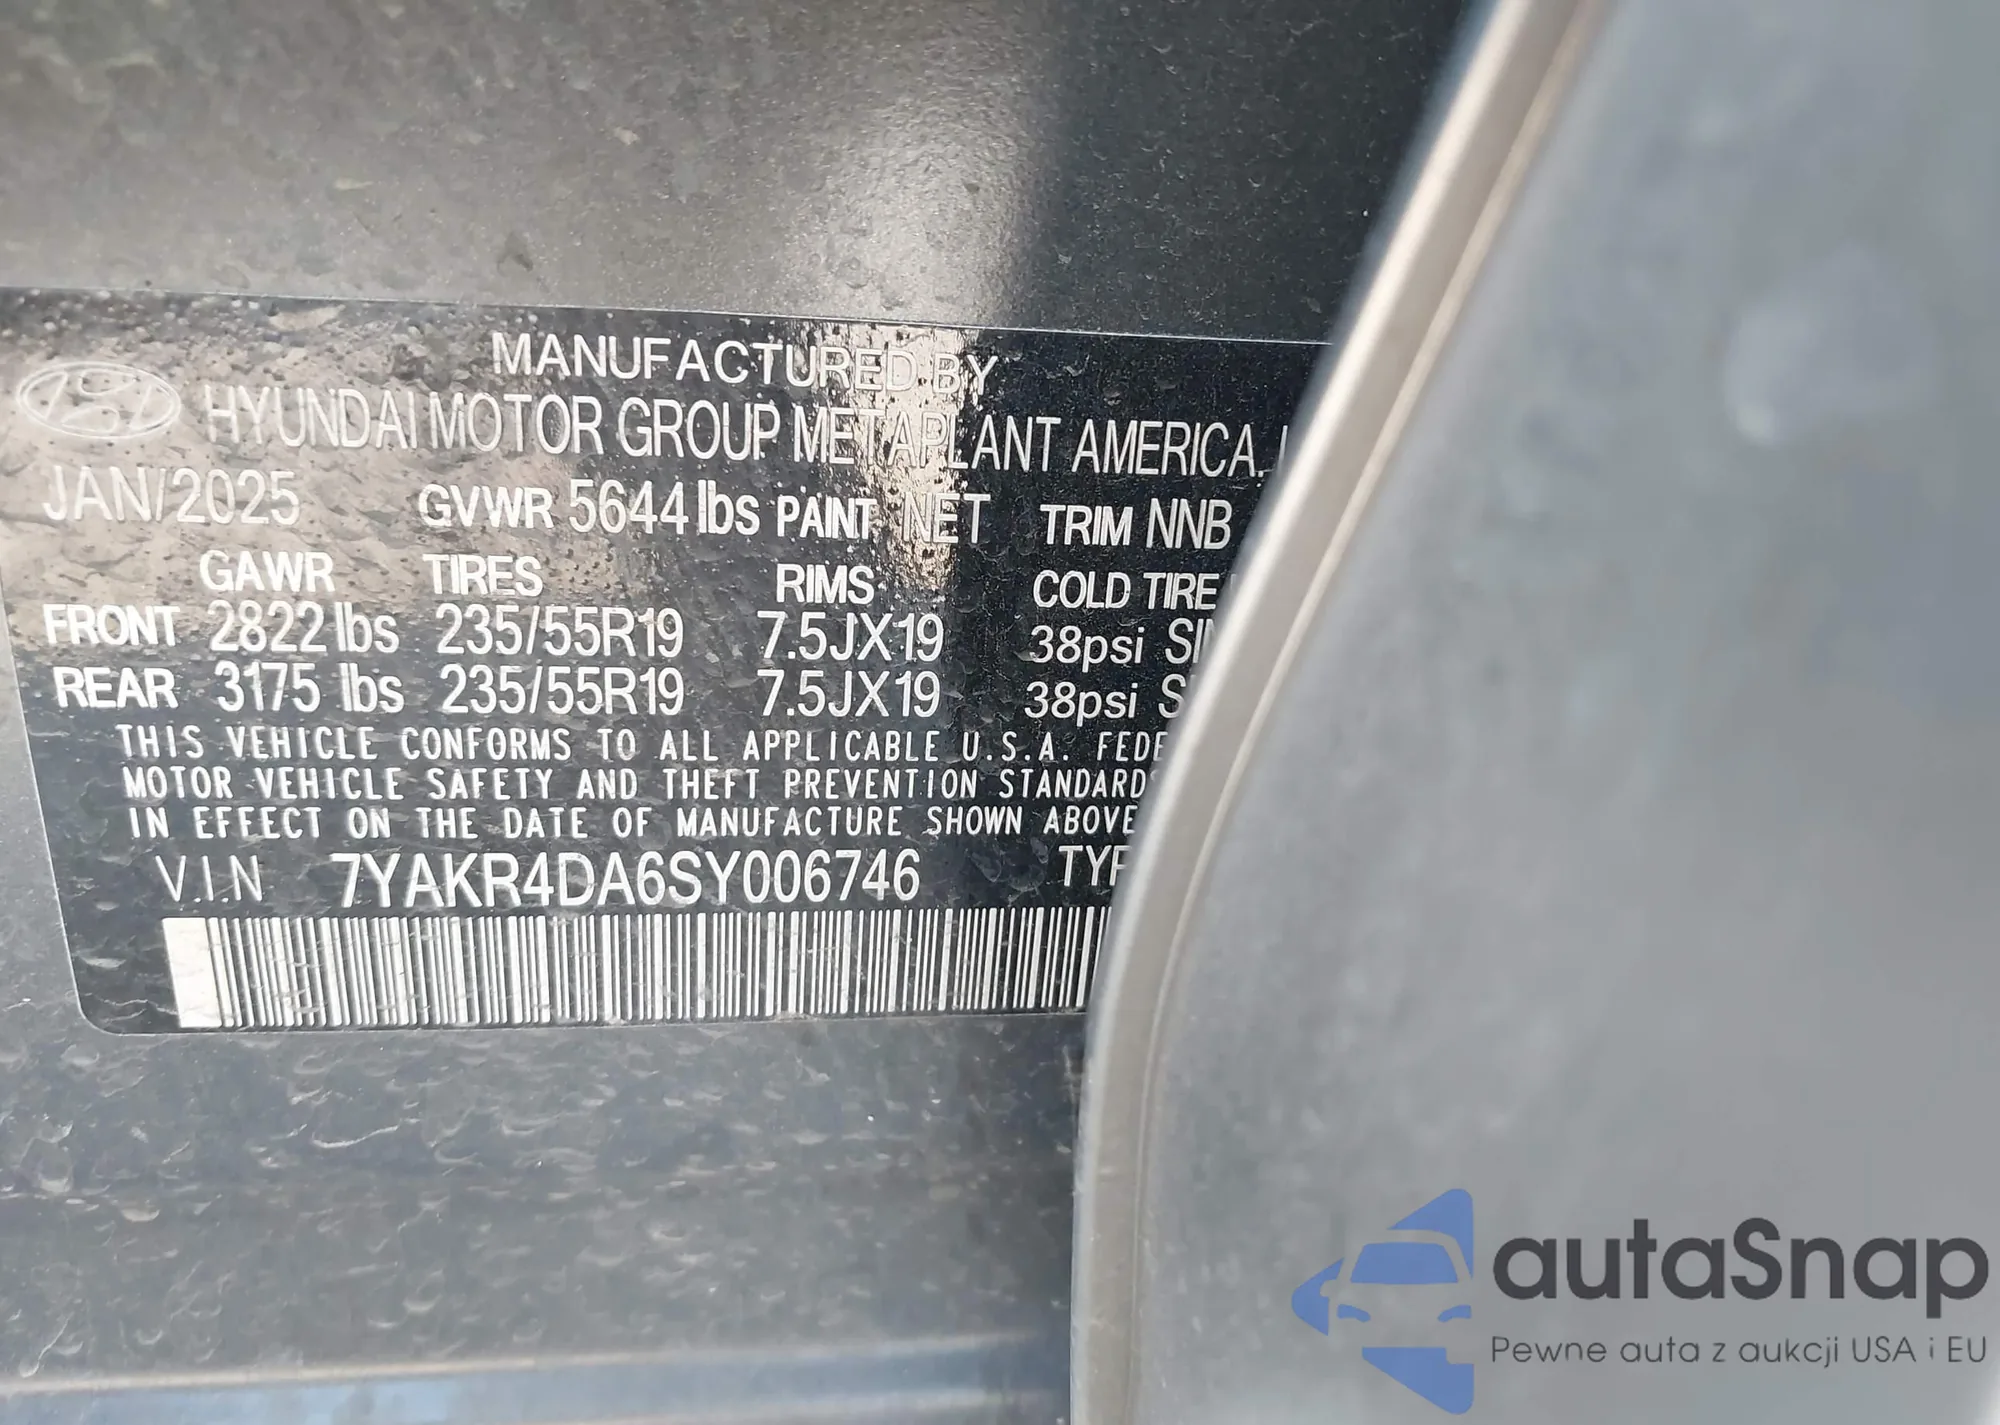 MANUFACTURED BY
HYUNDAI MOTOR GROUP METAPLANT AMERICA,
JAN/2025 GVWR 5644 lbs PAINT NET TRIM NNB
GAWR TIRES RIMS COLD TIRE
FRONT 2822 lbs 235/55R19 7.5JX19 38psi
REAR 3175 lbs 235/55R19 7.5JX19 38psi
THIS VEHICLE CONFORMS TO ALL APPLICABLE U.S.A.
MOTOR VEHICLE SAFETY AND THEFT PREVENTION STANDARD
IN EFFECT ON THE DATE OF MANUFACTURE SHOWN ABOVE
V.I.N 7YAKR4DA6SY006746
autaSnap
Pewne auta z aukcji USA i EU